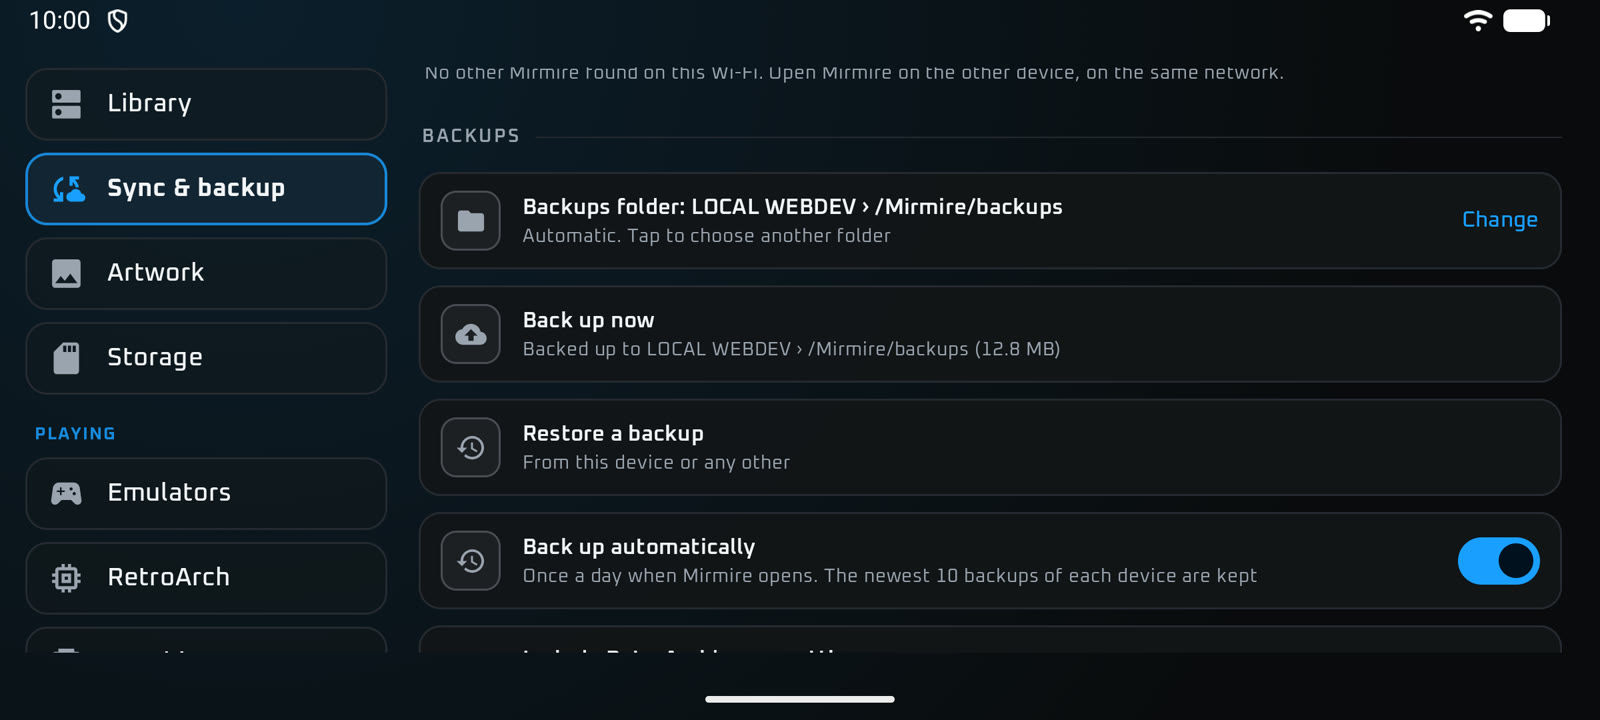 10:00
No other Mirmire found on this Wi-Fi. Open Mirmire on the other device, on the same network.
Library
Sync & backup
Artwork
Storage
PLAYING
Emulators
RetroArch
BACKUPS
Backups folder: LOCAL WEBDEV › /Mirmire/backups
Automatic. Tap to choose another folder
Change
Back up now
Backed up to LOCAL WEBDEV › /Mirmire/backups (12.8 MB)
Restore a backup
From this device or any other
Back up automatically
Once a day when Mirmire opens. The newest 10 backups of each device are kept